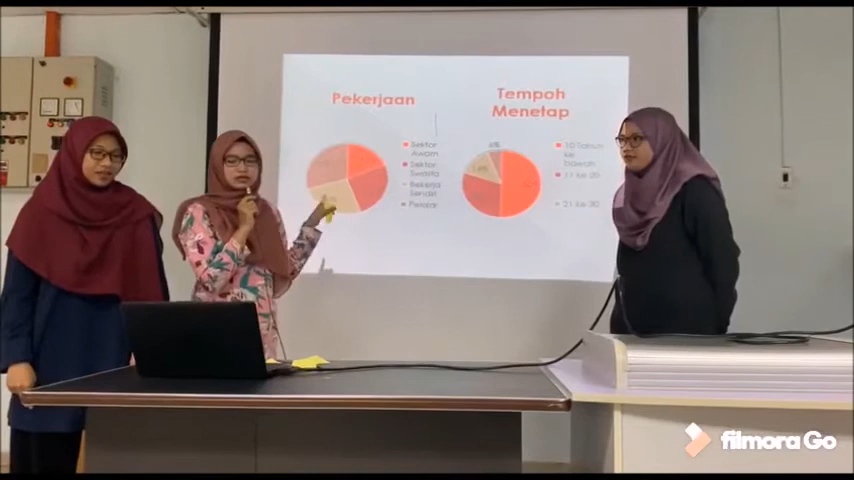 Pekerjaan
Sektor
Awam
Sektor
Swasta
Bekerja
Sendiri
Pelajar
Tempoh
Menetap
6%
10 Tahun
ke
bawah
11 ke 20
21 ke 30
filmora Go